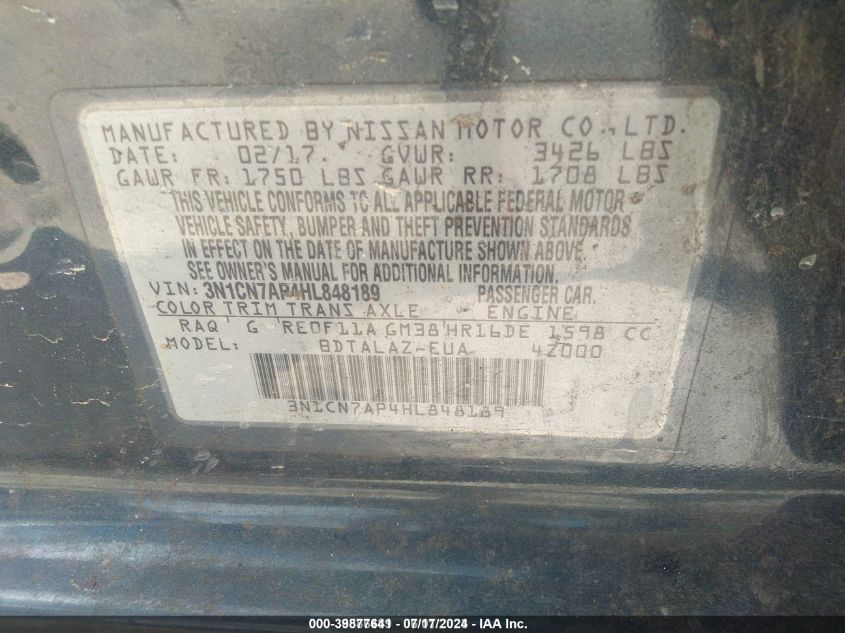 MANUFACTURED BY NISSAN MOTOR CO., LTD.
DATE: 02/17. GVWR: 3426 LBS
GAWR FR: 1750 LBS GAWR RR: 1708 LBS
THIS VEHICLE CONFORMS TO ALL APPLICABLE FEDERAL MOTOR
VEHICLE SAFETY, BUMPER AND THEFT PREVENTION STANDARDS
IN EFFECT ON THE DATE OF MANUFACTURE SHOWN ABOVE.
SEE OWNER'S MANUAL FOR ADDITIONAL INFORMATION.
VIN: 3N1CN7AP4HL848189 PASSENGER CAR.
COLOR TRIM TRANS AXLE ENGINE
RAQ G RE0F11A GM38 HR16DE 1598 CC
MODEL: BDTALAZ-EUA 4Z000
3N1CN7AP4HL848189
000-39877641 - 07/17/2024 - IAA Inc.